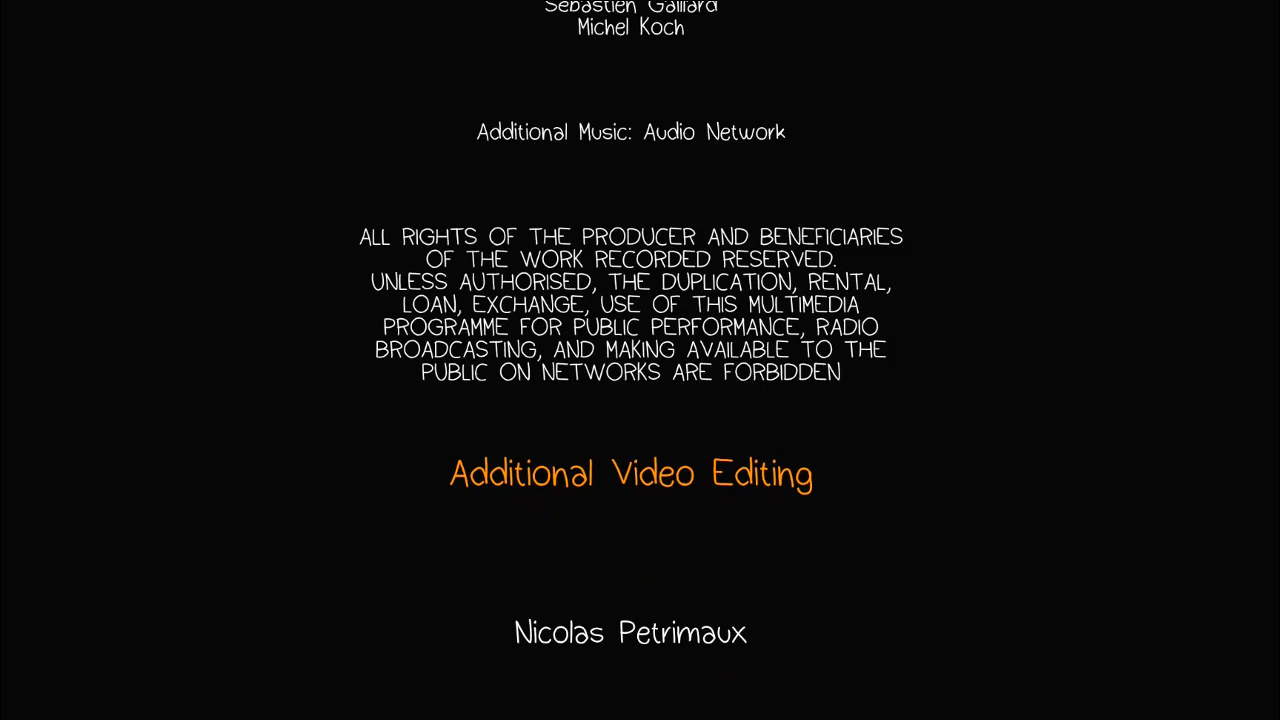 Sebastien Gaillard
Michel Koch
Additional Music: Audio Network
ALL RIGHTS OF THE PRODUCER AND BENEFICIARIES
OF THE WORK RECORDED RESERVED.
UNLESS AUTHORISED, THE DUPLICATION, RENTAL,
LOAN, EXCHANGE, USE OF THIS MULTIMEDIA
PROGRAMME FOR PUBLIC PERFORMANCE, RADIO
BROADCASTING, AND MAKING AVAILABLE TO THE
PUBLIC ON NETWORKS ARE FORBIDDEN
Additional Video Editing
Nicolas Petrimaux